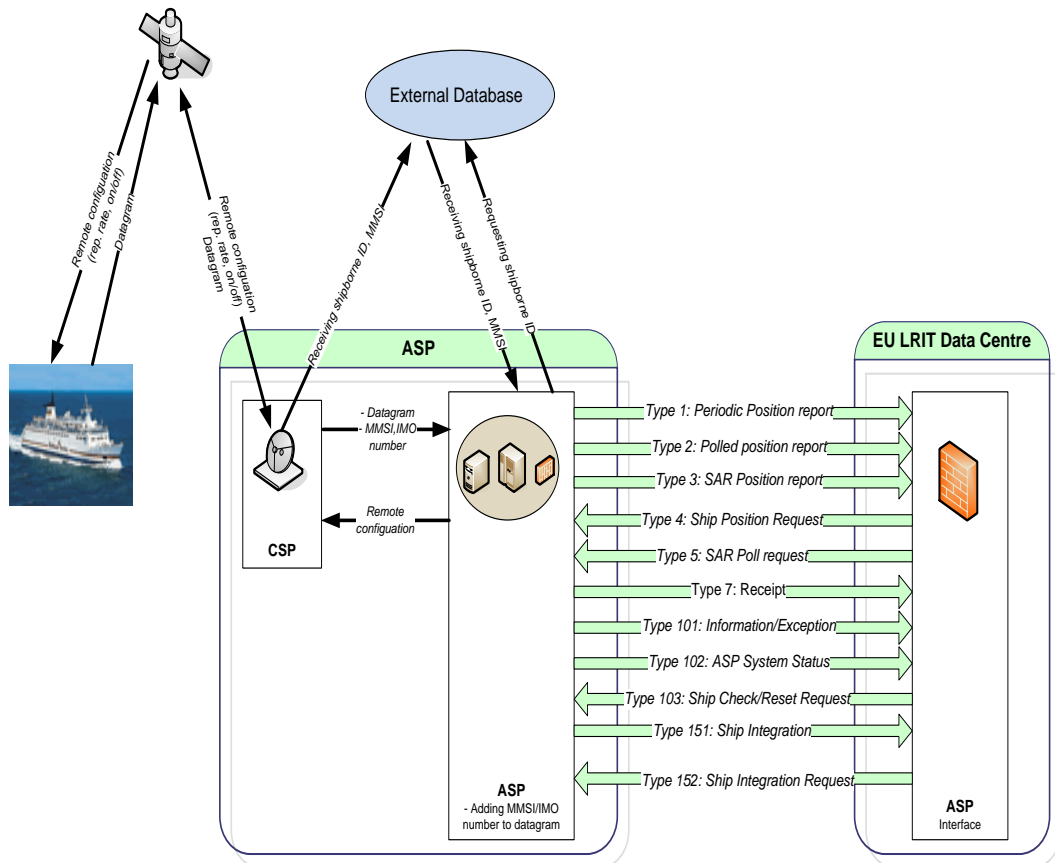 External Database
Remote configuation
(rep. rate, on/off)
Datagram
Remote configuation
(rep. rate, on/off)
Datagram
Receiving shipborne ID, MMSI
Receiving shipborne ID, MMSI
Requesting shipborne ID
ASP
EU LRIT Data Centre
- Datagram
- MMSI,IMO
number
Remote
configuation
CSP
Type 1: Periodic Position report
Type 2: Polled position report
Type 3: SAR Position report
Type 4: Ship Position Request
Type 5: SAR Poll request
Type 7: Receipt
Type 101: Information/Exception
Type 102: ASP System Status
Type 103: Ship Check/Reset Request
Type 151: Ship Integration
Type 152: Ship Integration Request
ASP
- Adding MMSI/IMO
number to datagram
ASP
Interface